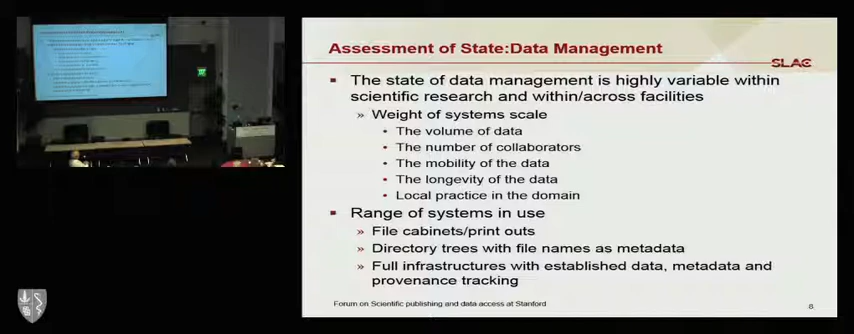 Assessment of State:Data Management
SLAC
The state of data management is highly variable within
scientific research and within/across facilities
» Weight of systems scale
• The volume of data
• The number of collaborators
• The mobility of the data
• The longevity of the data
• Local practice in the domain
Range of systems in use
» File cabinets/print outs
» Directory trees with file names as metadata
» Full infrastructures with established data, metadata and
provenance tracking
Forum on Scientific publishing and data access at Stanford
8